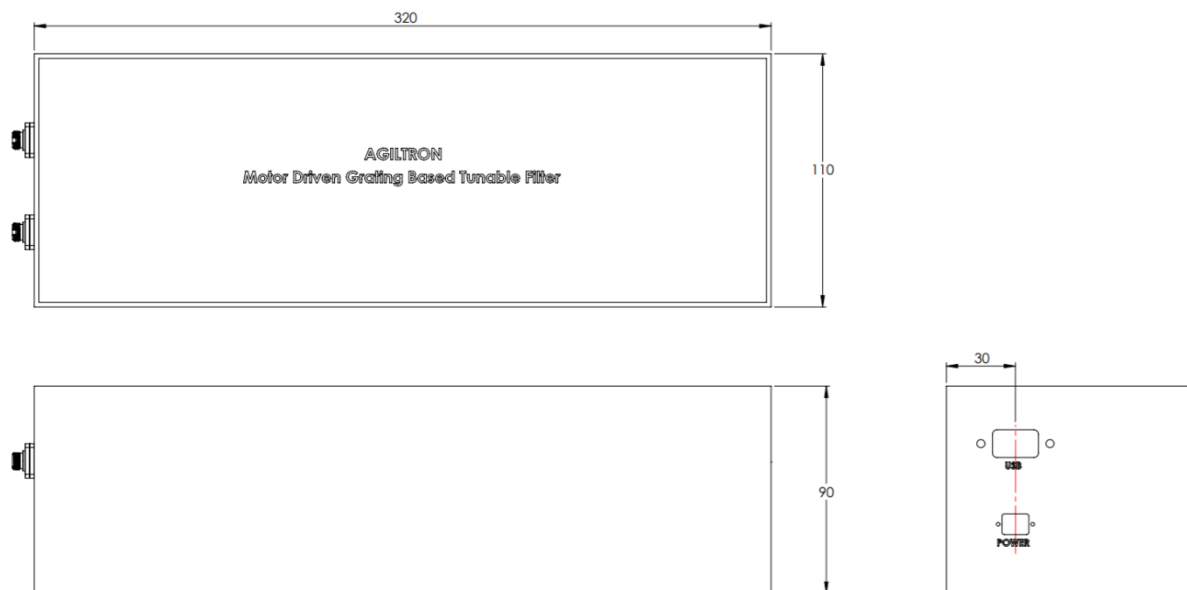 320
AGILTRON
Motor Driven Grating Based Tunable Filter
110
30
90
USB
POWER